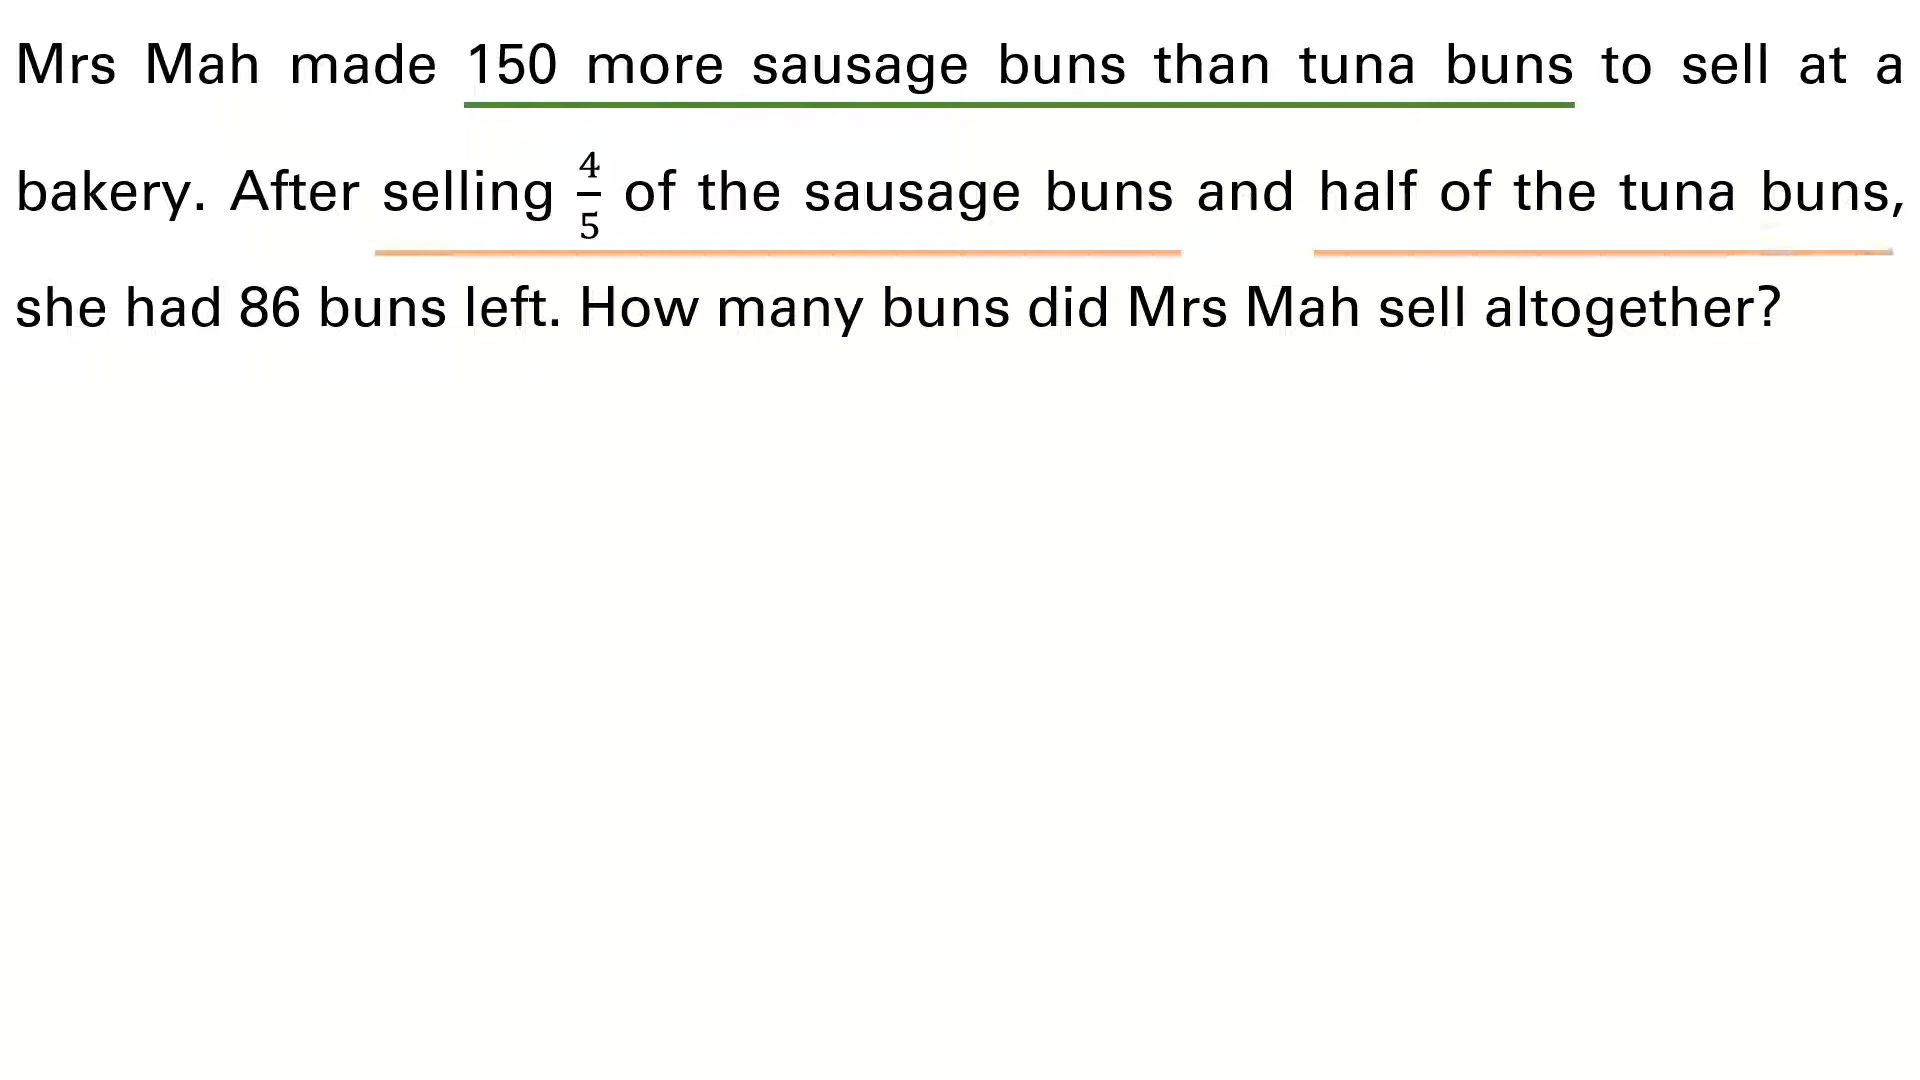 Mrs Mah made 150 more sausage buns than tuna buns to sell at a
bakery. After selling 4/5 of the sausage buns and half of the tuna buns,
she had 86 buns left. How many buns did Mrs Mah sell altogether?